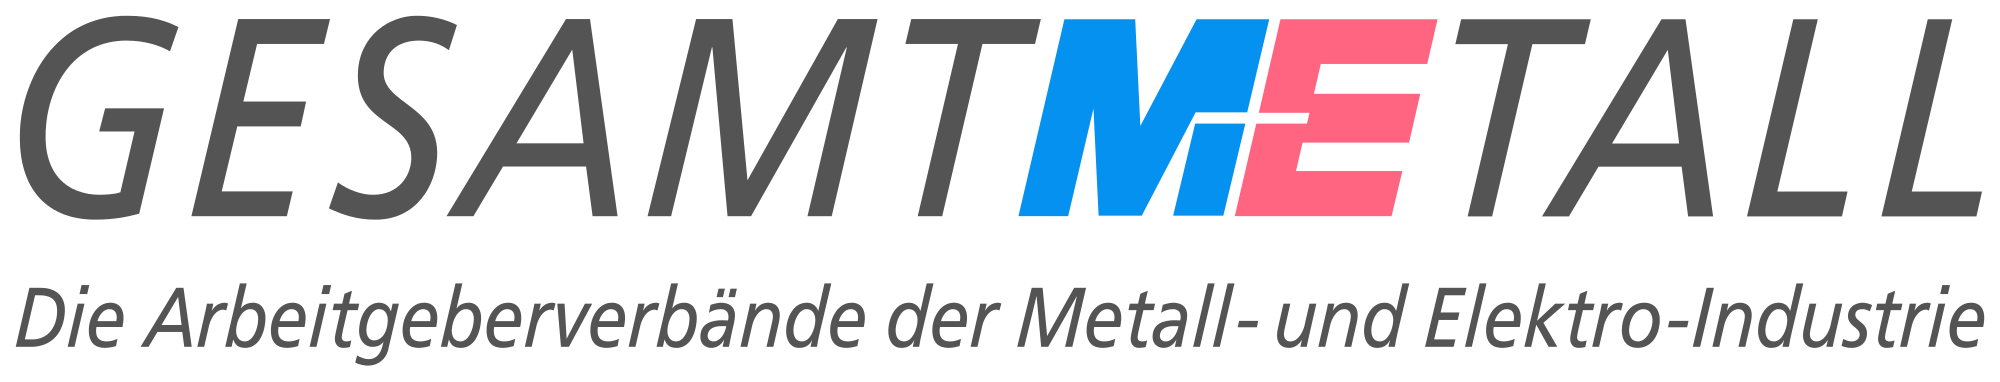 GESAMTMETALL
Die Arbeitgeberverbände der Metall- und Elektro-Industrie